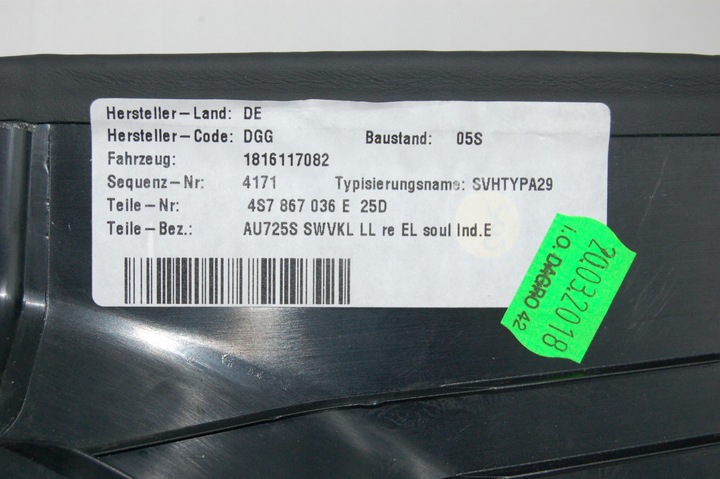 Hersteller-Land: DE
Hersteller-Code: DGG Baustand: 05S
Fahrzeug: 1816117082
Sequenz-Nr: 4171 Typisierungsname: SVHTYPA29
Teile-Nr: 4S7 867 036 E 25D
Teile-Bez.: AU725S SWVKL LL re EL soul Ind.E
20.03.2018
i.O. DAGRO 42